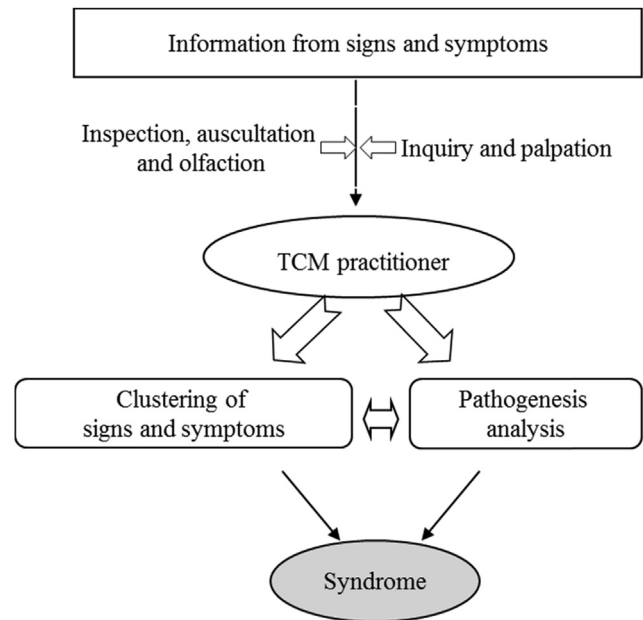 Information from signs and symptoms
Inspection, auscultation
and olfaction
Inquiry and palpation
TCM practitioner
Clustering of
signs and symptoms
Pathogenesis
analysis
Syndrome